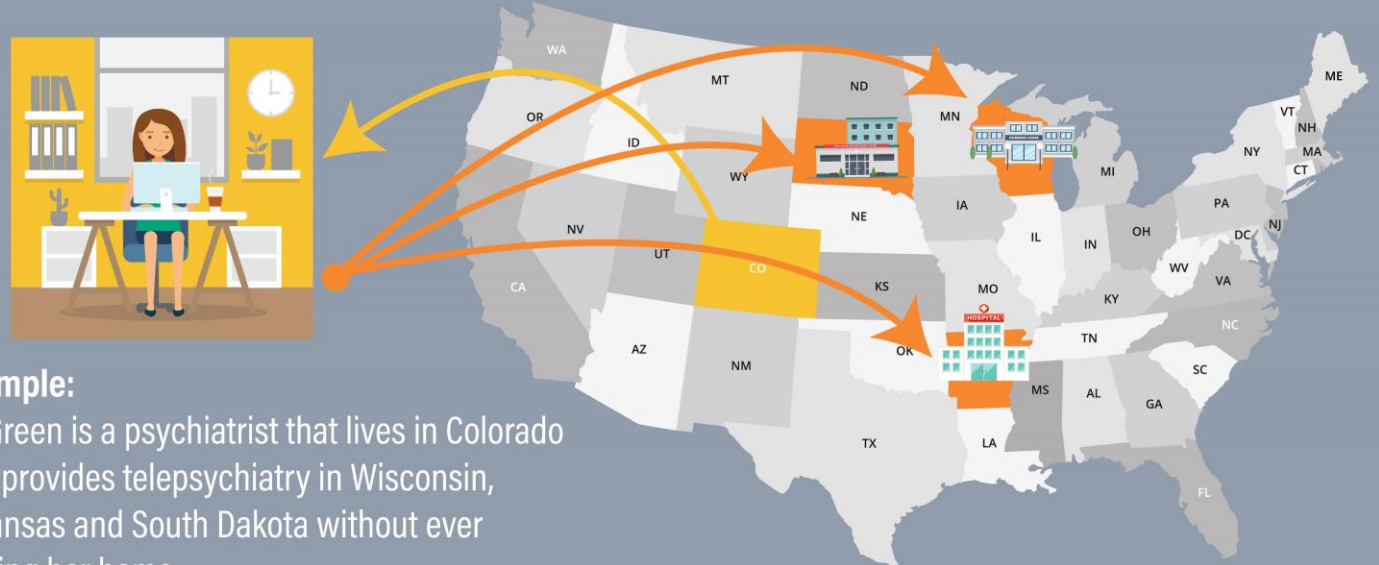 WA
MT
ND
MN
ME
VT
NH
OR
ID
NY
MA
WY
MI
CT
NE
IA
PA
NV
IL
IN
OH
NJ
DC
UT
CO
KS
MO
WV
VA
CA
KY
HOSPITAL
NC
AZ
NM
OK
TN
SC
MS
AL
GA
TX
LA
FL
mple:
Green is a psychiatrist that lives in Colorado
provides telepsychiatry in Wisconsin,
ansas and South Dakota without ever